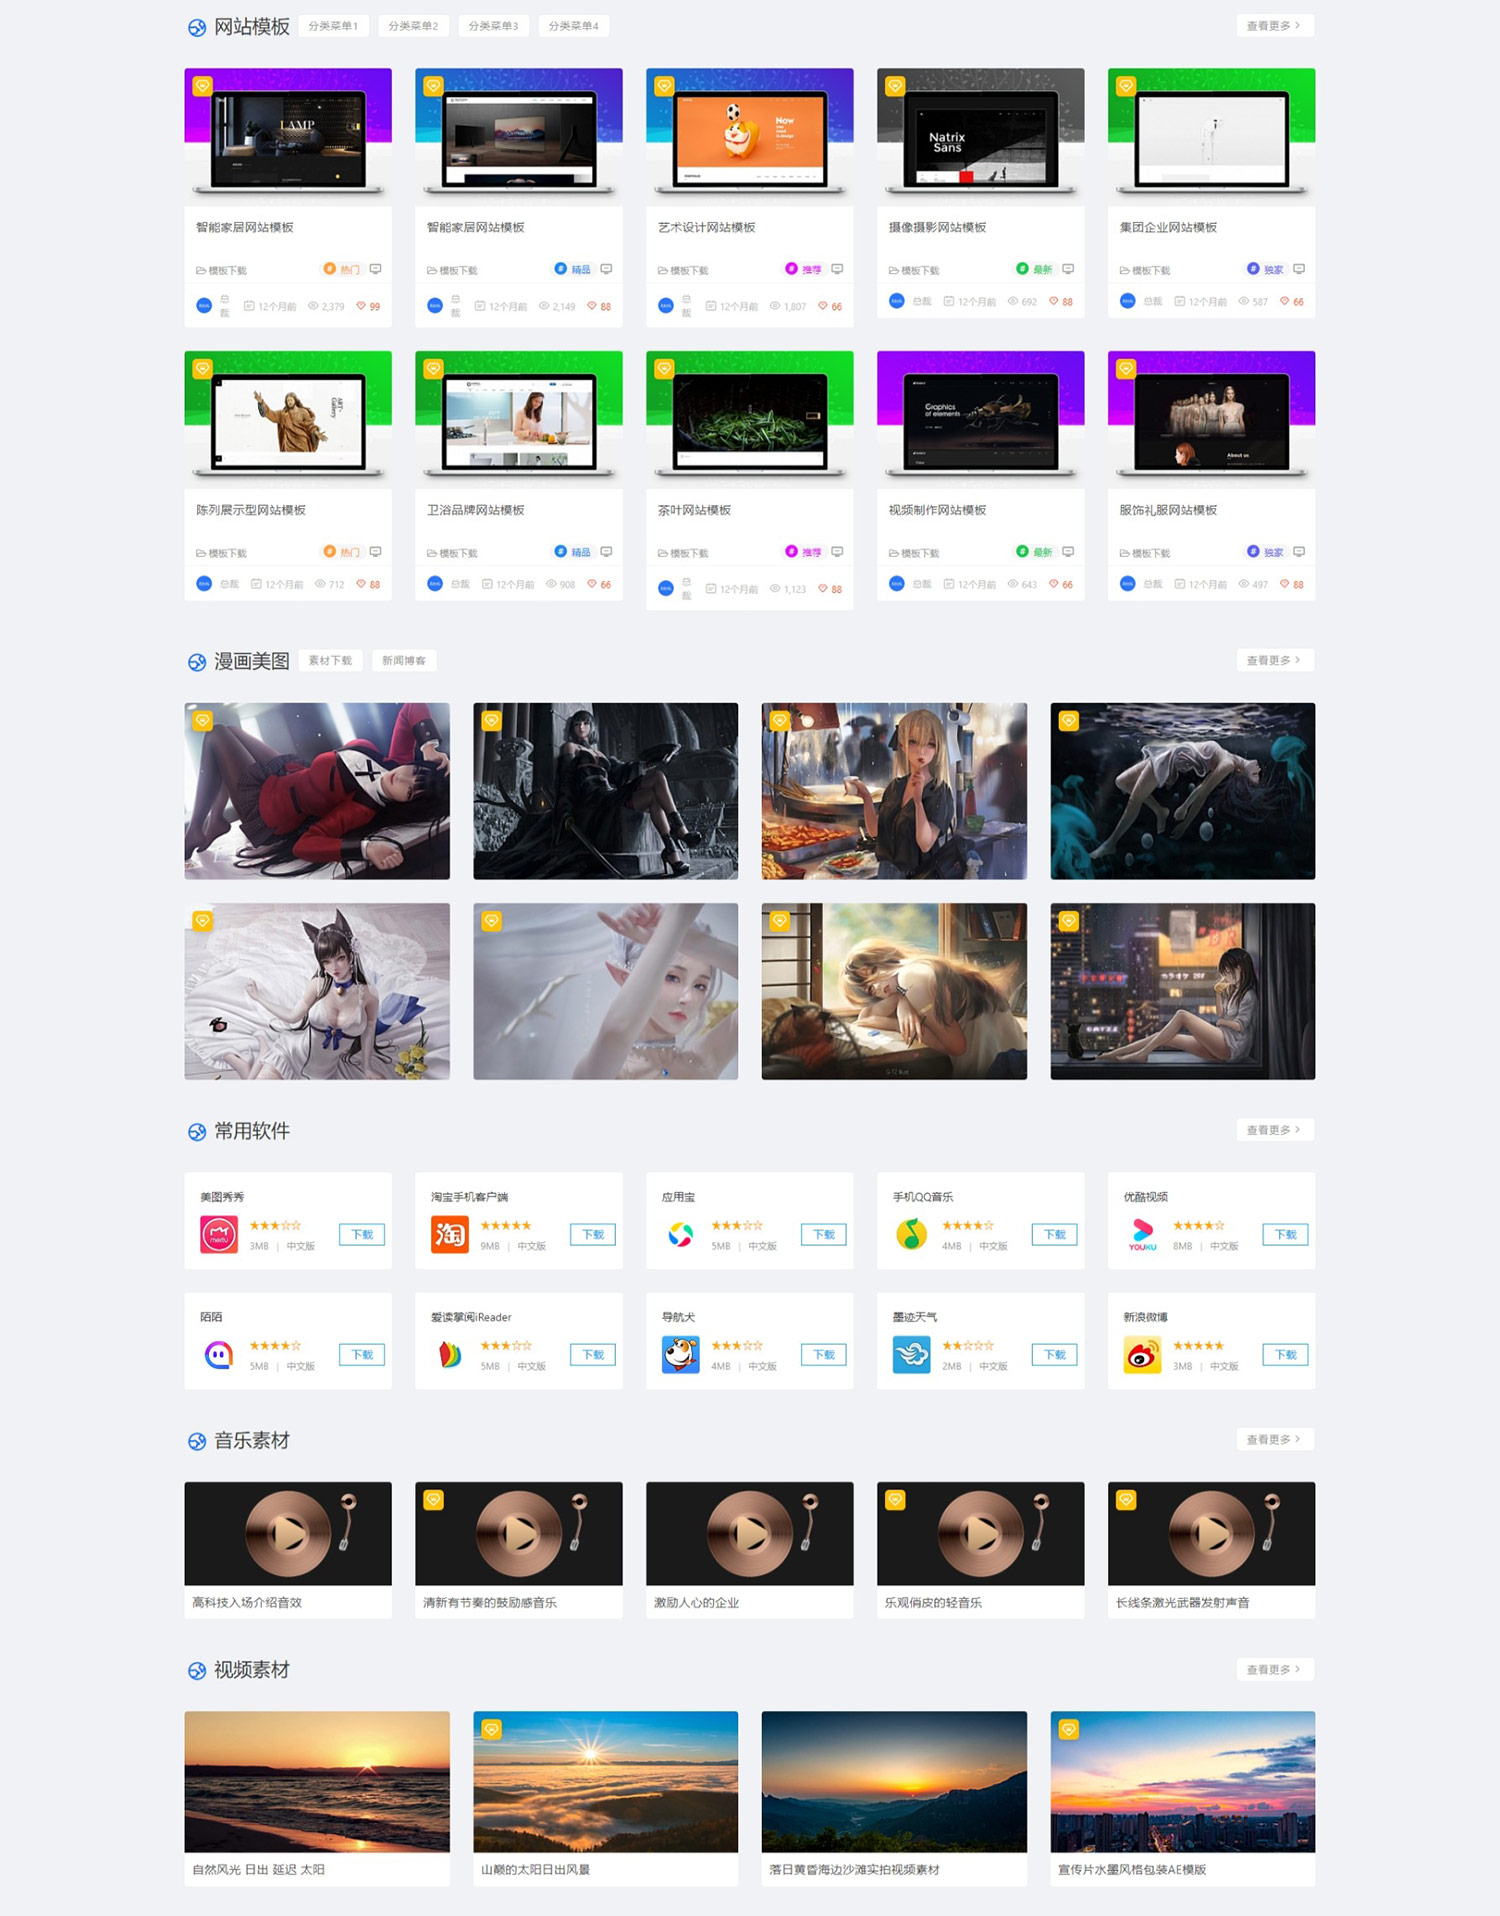 网站模板 分类菜单1 分类菜单2 分类菜单3 分类菜单4 查看更多 >
LAMP
Now
Natrix
Sans
智能家居网站模板 智能家居网站模板 艺术设计网站模板 摄像摄影网站模板 集团企业网站模板
模板下载 # 热门 模板下载 # 精品 模板下载 # 推荐 模板下载 # 最新 模板下载 # 独家
总裁 12个月前 2,379 99 总裁 12个月前 2,149 88 总裁 12个月前 1,807 66 总裁 12个月前 692 88 总裁 12个月前 587 66
ART+
Gallery
Graphics
of elements
About us
陈列展示型网站模板 卫浴品牌网站模板 茶叶网站模板 视频制作网站模板 服饰礼服网站模板
模板下载 # 热门 模板下载 # 精品 模板下载 # 推荐 模板下载 # 最新 模板下载 # 独家
总裁 12个月前 712 88 总裁 12个月前 908 66 总裁 12个月前 1,123 88 总裁 12个月前 643 66 总裁 12个月前 497 88
漫画美图 素材下载 新闻博客 查看更多 >
常用软件 查看更多 >
美图秀秀 淘宝手机客户端 应用宝 手机QQ音乐 优酷视频
meitu 淘 YOUKU
★★★☆☆ ★★★★★ ★★★☆☆ ★★★★☆ ★★★★☆
3MB | 中文版 下载 9MB | 中文版 下载 5MB | 中文版 下载 4MB | 中文版 下载 8MB | 中文版 下载
陌陌 爱读掌阅iReader 导航犬 墨迹天气 新浪微博
★★★★☆ ★★★☆☆ ★★★☆☆ ★★☆☆☆ ★★★★★
5MB | 中文版 下载 5MB | 中文版 下载 4MB | 中文版 下载 2MB | 中文版 下载 3MB | 中文版 下载
音乐素材 查看更多 >
高科技入场介绍音效 清新有节奏的鼓励感音乐 激励人心的企业 乐观俏皮的轻音乐 长线条激光武器发射声音
视频素材 查看更多 >
自然风光 日出 延迟 太阳 山巅的太阳日出风景 落日黄昏海边沙滩实拍视频素材 宣传片水墨风格包装AE模版